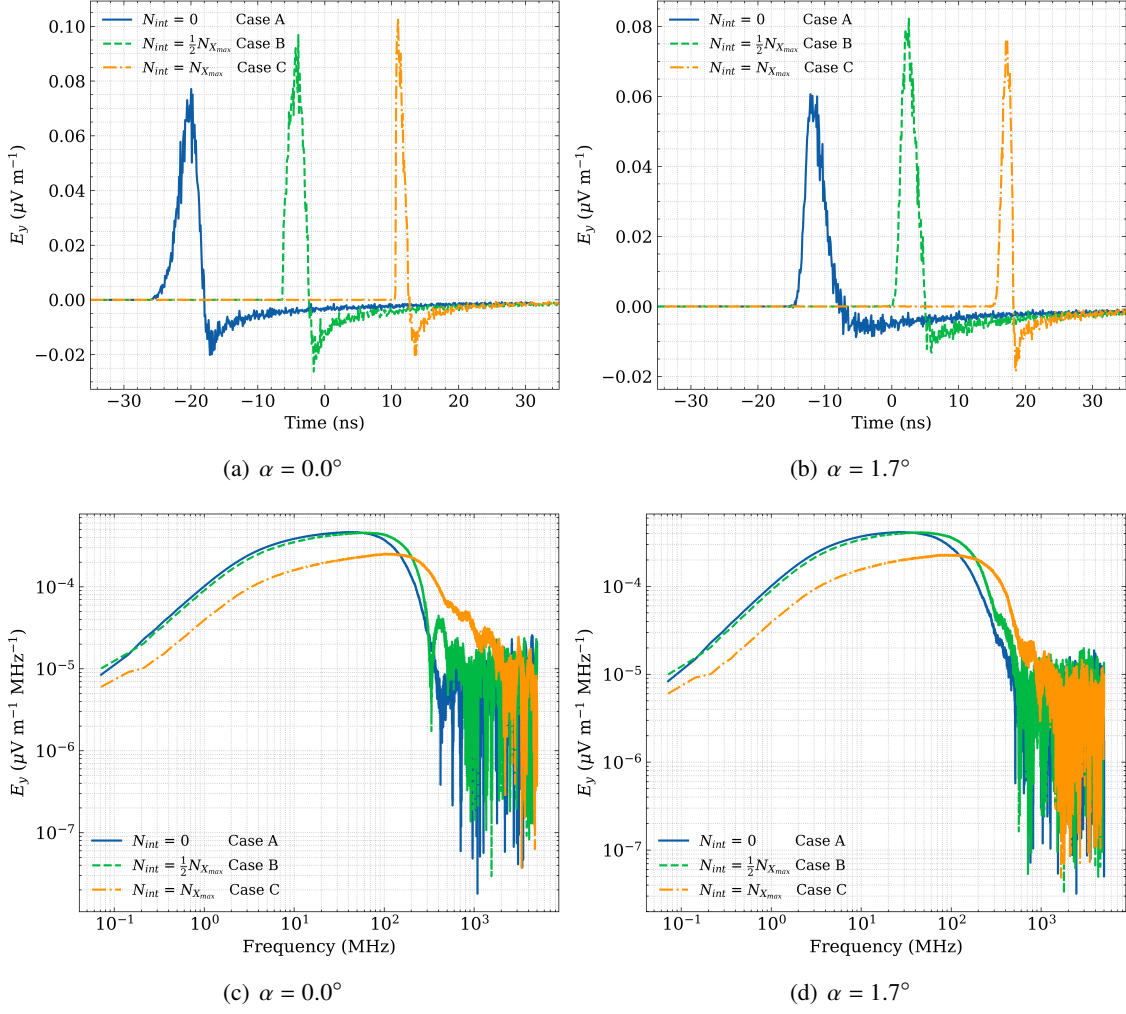 N_int = 0 Case A
N_int = ½N_Xmax Case B
N_int = N_Xmax Case C
0.10
0.08
0.06
0.04
0.02
0.00
−0.02
E_y (μV m⁻¹)
−30 −20 −10 0 10 20 30
Time (ns)
(a) α = 0.0°
N_int = 0 Case A
N_int = ½N_Xmax Case B
N_int = N_Xmax Case C
0.08
0.06
0.04
0.02
0.00
−0.02
E_y (μV m⁻¹)
−30 −20 −10 0 10 20 30
Time (ns)
(b) α = 1.7°
10⁻⁴
10⁻⁵
10⁻⁶
10⁻⁷
E_y (μV m⁻¹ MHz⁻¹)
N_int = 0 Case A
N_int = ½N_Xmax Case B
N_int = N_Xmax Case C
10⁻¹ 10⁰ 10¹ 10² 10³
Frequency (MHz)
(c) α = 0.0°
10⁻⁴
10⁻⁵
10⁻⁶
10⁻⁷
E_y (μV m⁻¹ MHz⁻¹)
N_int = 0 Case A
N_int = ½N_Xmax Case B
N_int = N_Xmax Case C
10⁻¹ 10⁰ 10¹ 10² 10³
Frequency (MHz)
(d) α = 1.7°